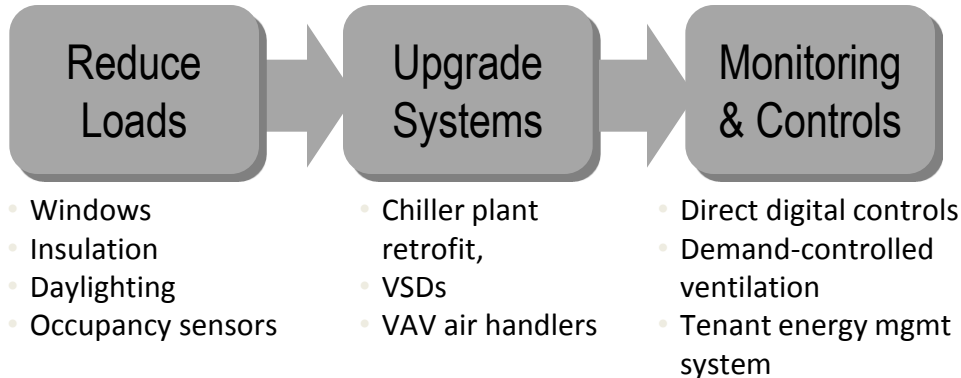 Reduce
Loads
Upgrade
Systems
Monitoring
& Controls
• Windows
• Insulation
• Daylighting
• Occupancy sensors
• Chiller plant
retrofit,
• VSDs
• VAV air handlers
• Direct digital controls
• Demand-controlled
ventilation
• Tenant energy mgmt
system